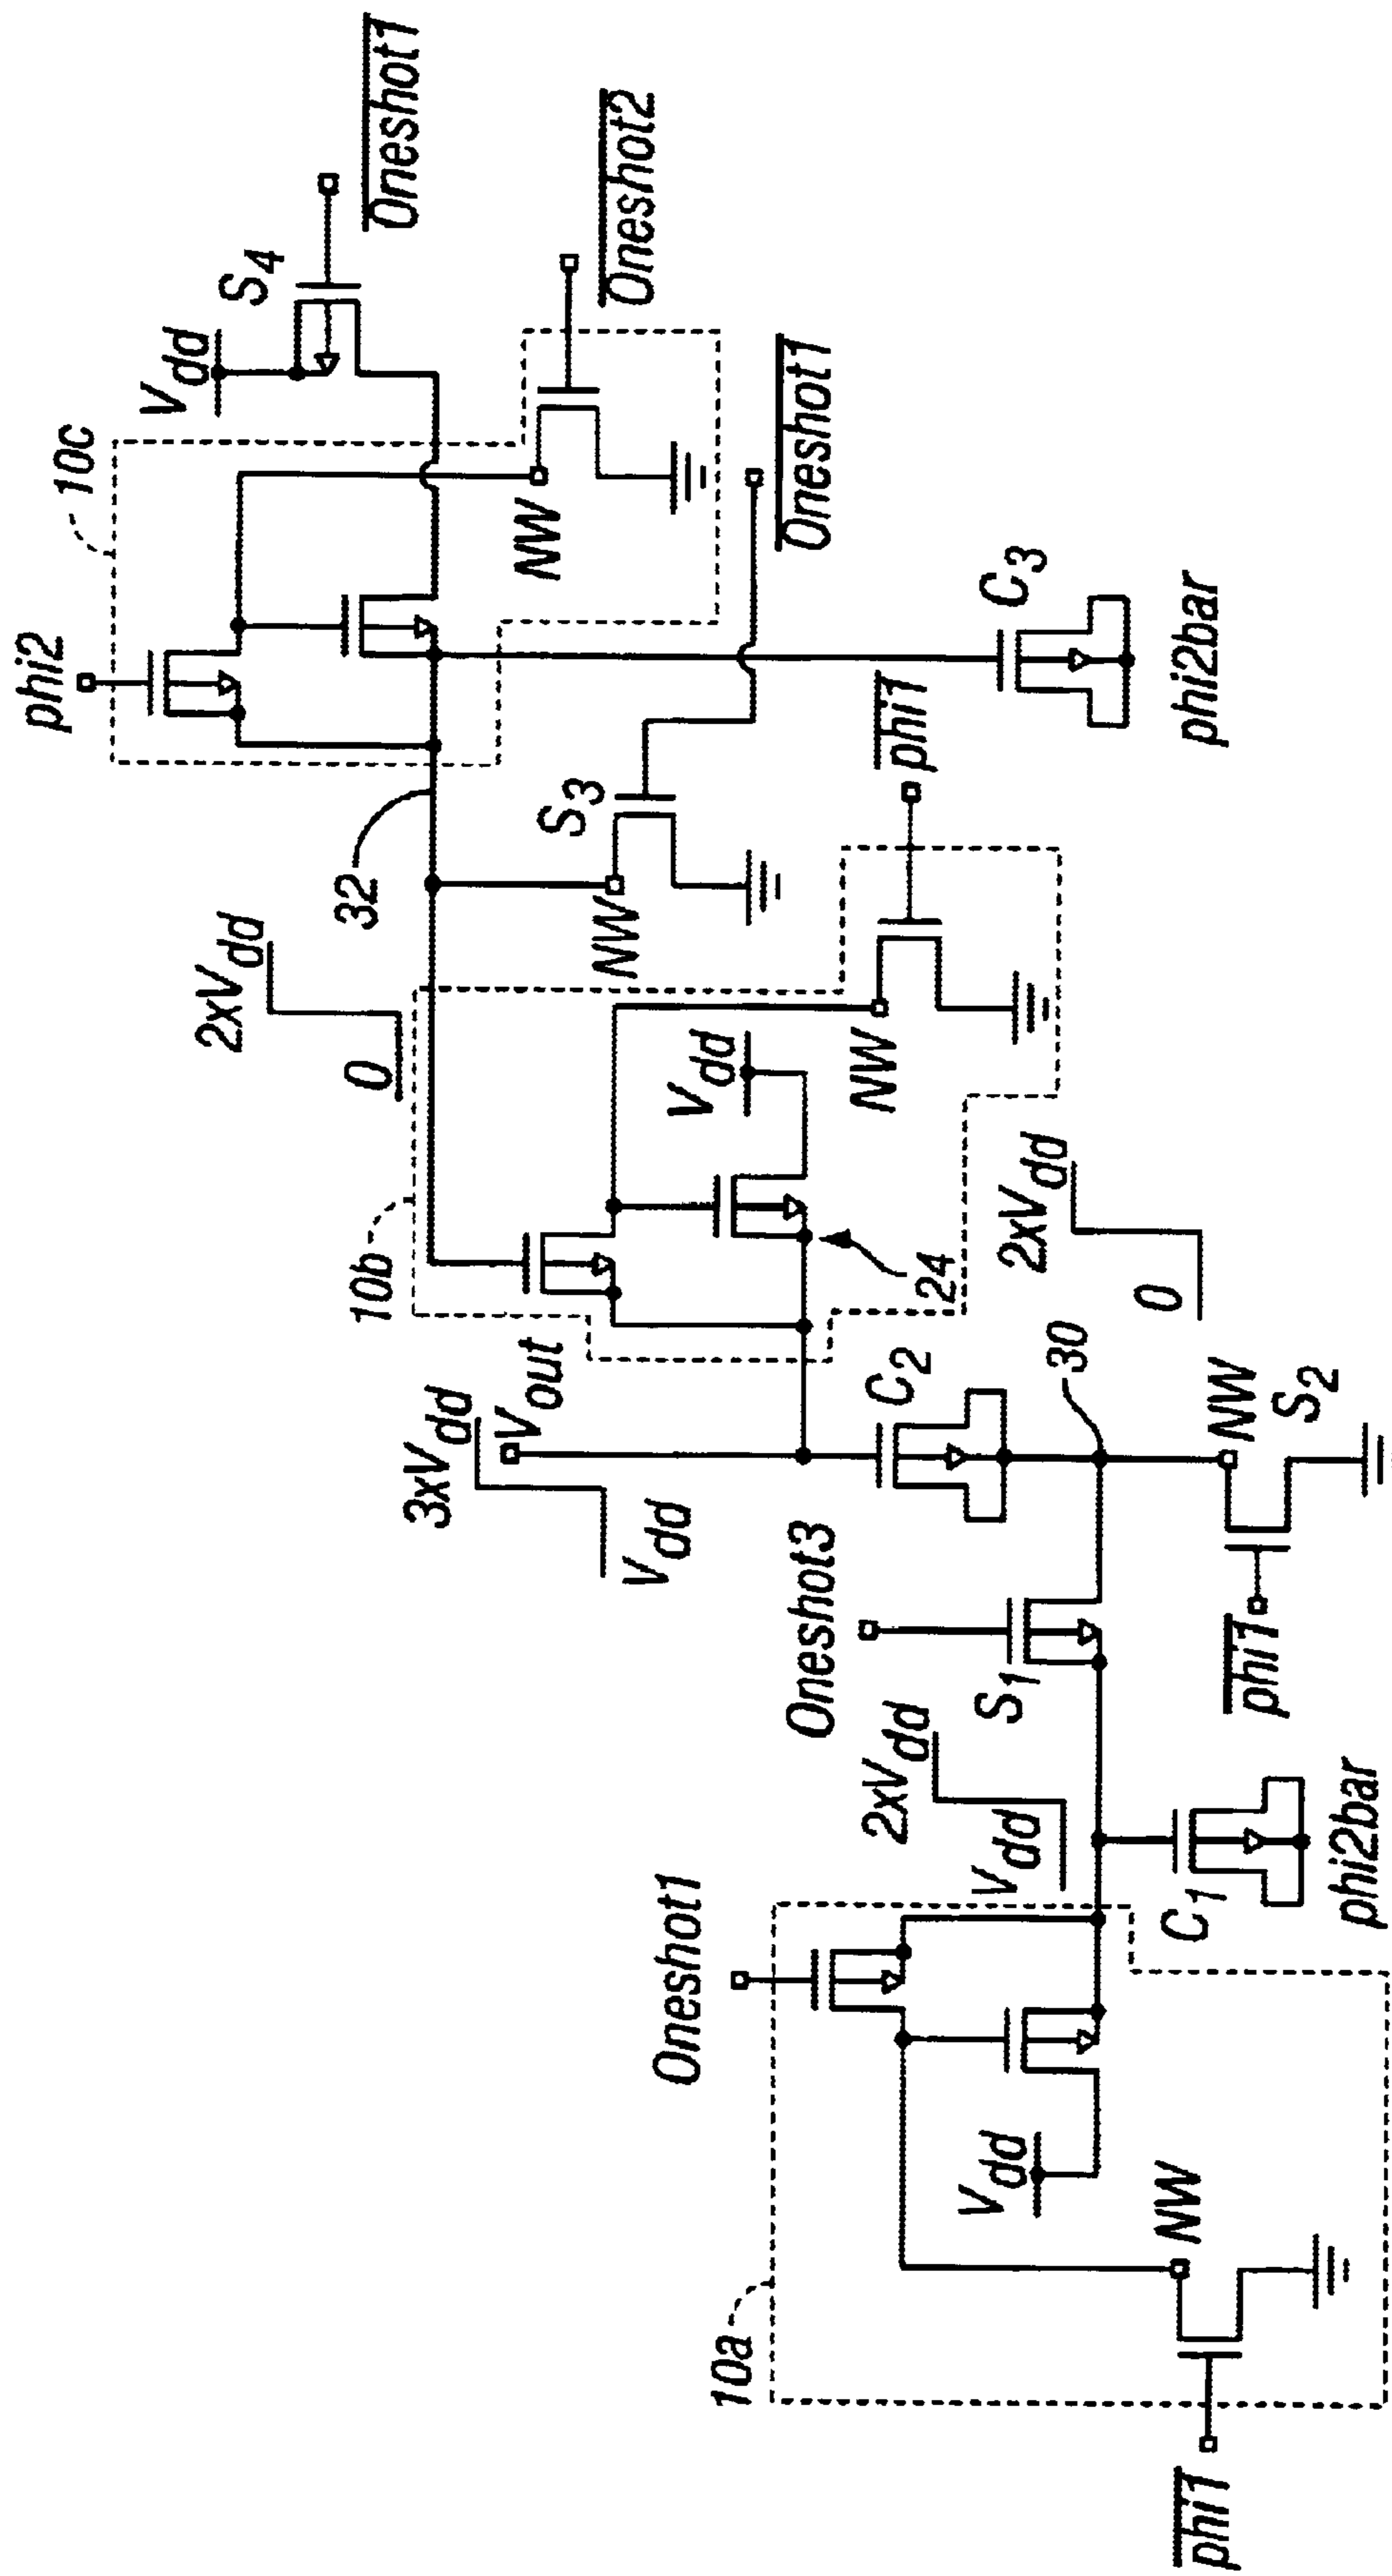 phi2
10c
Vdd
S4
Oneshot1
Oneshot2
NW
Oneshot1
32
2xVdd
0
S3
NW
C3
phi2bar
phi1
10b
Vdd
NW
24
3xVdd
Vdd
Vout
C2
30
2xVdd
0
NW
S2
phi1
Oneshot3
S1
2xVdd
Vdd
Oneshot1
C1
phi2bar
10a
Vdd
NW
phi1